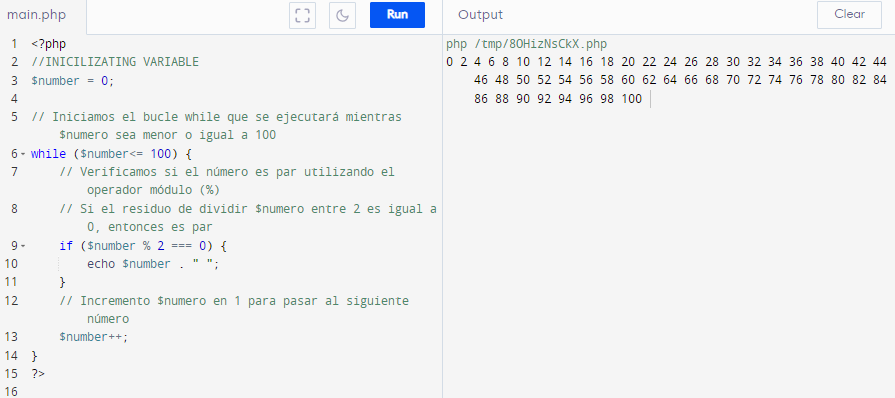 main.php
Run
Output
Clear
1 <?php
2 //INICILIZATING VARIABLE
3 $number = 0;
4
5 // Iniciamos el bucle while que se ejecutará mientras
$numero sea menor o igual a 100
6 while ($number<= 100) {
7 // Verificamos si el número es par utilizando el
operador módulo (%)
8 // Si el residuo de dividir $numero entre 2 es igual a
0, entonces es par
9 if ($number % 2 === 0) {
10 echo $number . " ";
11 }
12 // Incremento $numero en 1 para pasar al siguiente
número
13 $number++;
14 }
15 ?>
16
php /tmp/8OHizNsCkX.php
0 2 4 6 8 10 12 14 16 18 20 22 24 26 28 30 32 34 36 38 40 42 44
46 48 50 52 54 56 58 60 62 64 66 68 70 72 74 76 78 80 82 84
86 88 90 92 94 96 98 100